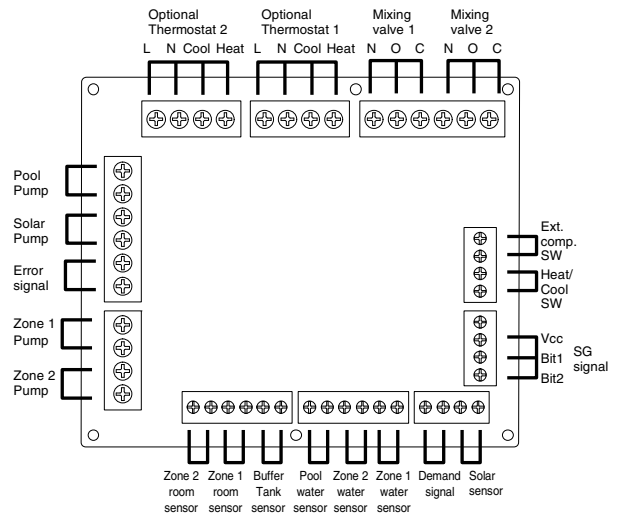 Optional
Thermostat 2
Optional
Thermostat 1
Mixing
valve 1
Mixing
valve 2
L N Cool Heat
L N Cool Heat
N O C
N O C
Pool
Pump
Solar
Pump
Error
signal
Zone 1
Pump
Zone 2
Pump
Ext.
comp.
SW
Heat/
Cool
SW
Vcc
Bit1
Bit2
SG
signal
Zone 2
room
sensor
Zone 1
room
sensor
Buffer
Tank
sensor
Pool
water
sensor
Zone 2
water
sensor
Zone 1
water
sensor
Demand
signal
Solar
sensor